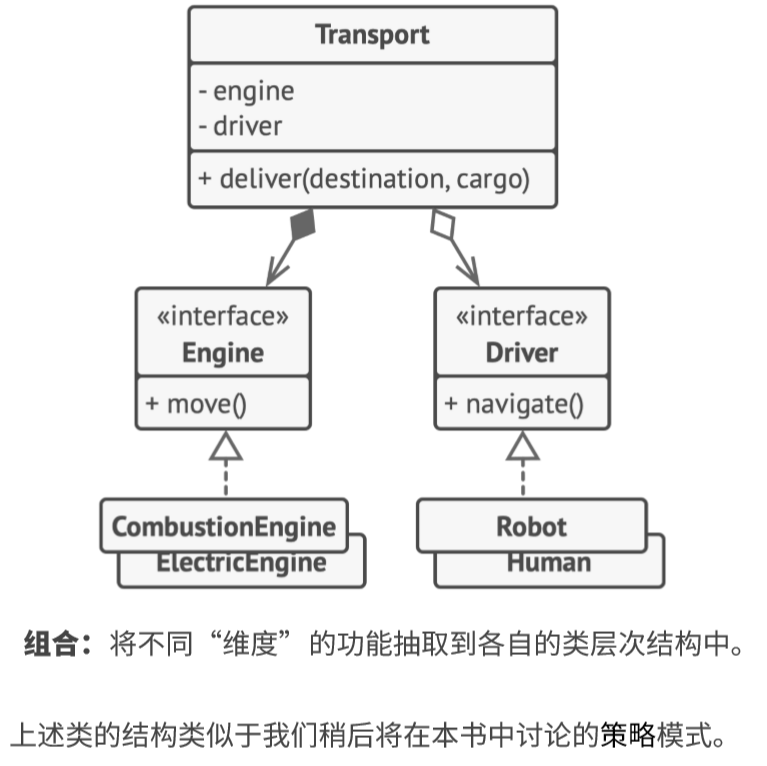 Transport
- engine
- driver
+ deliver(destination, cargo)
«interface»
Engine
+ move()
«interface»
Driver
+ navigate()
CombustionEngine
ElectricEngine
Robot
Human
组合：将不同“维度”的功能抽取到各自的类层次结构中。
上述类的结构类似于我们稍后将在本书中讨论的策略模式。